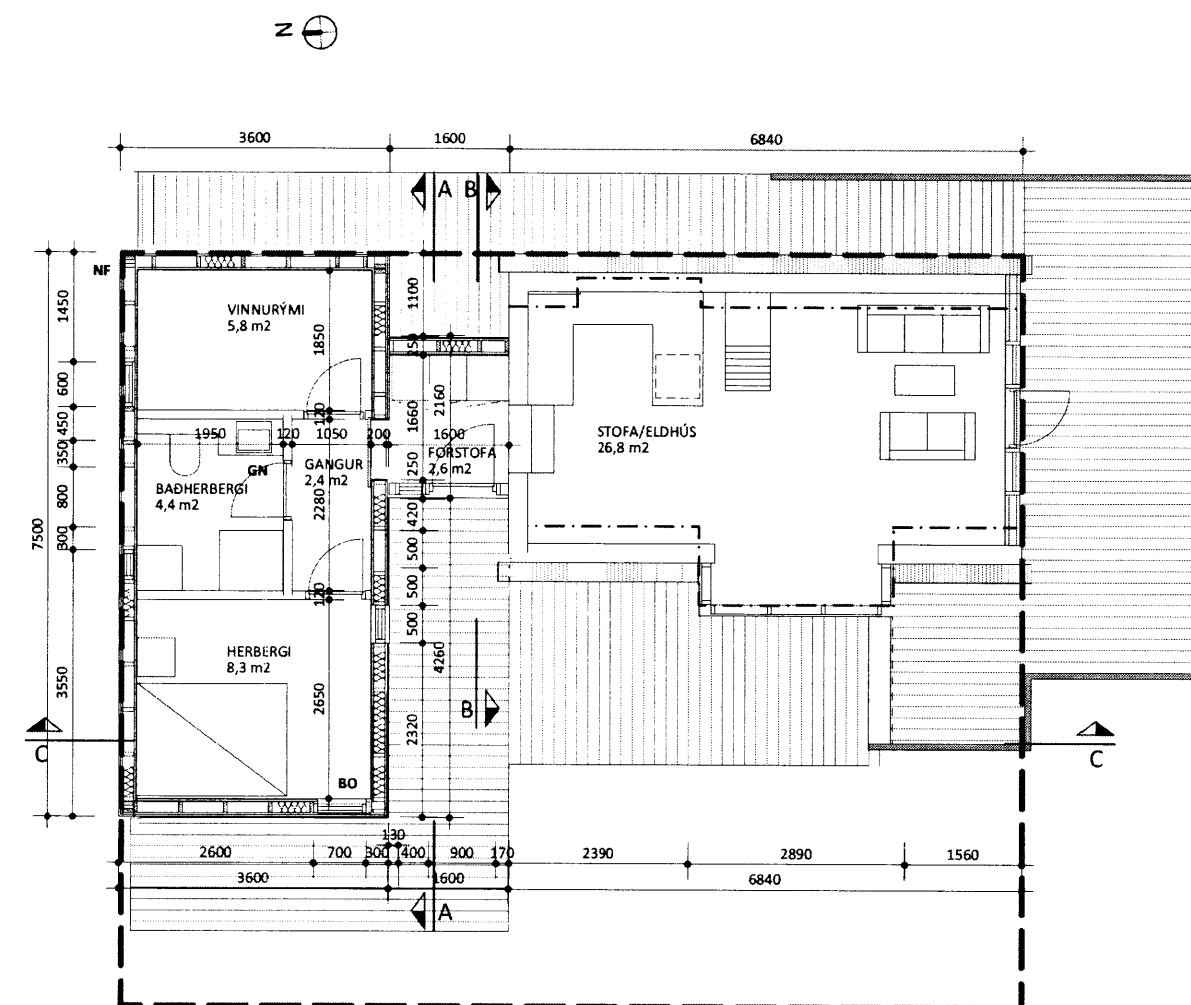 N
3600
1600
6840
A
B
NF
1450
600
450
350
800
300
3550
7500
VINNURÝMI
5,8 m2
1850
1100
250
120
1660
2160
1950
120
1050
200
1600
STOFA/ELDHÚS
26,8 m2
GN
GANGUR
2,4 m2
FORSTOFA
2,6 m2
BAÐHERBERGI
4,4 m2
2280
250
420
500
500
500
120
HERBERGI
8,3 m2
2650
4260
2320
B
C
C
BO
130
2600
700
300
400
900
170
2390
2890
1560
3600
1600
6840
A